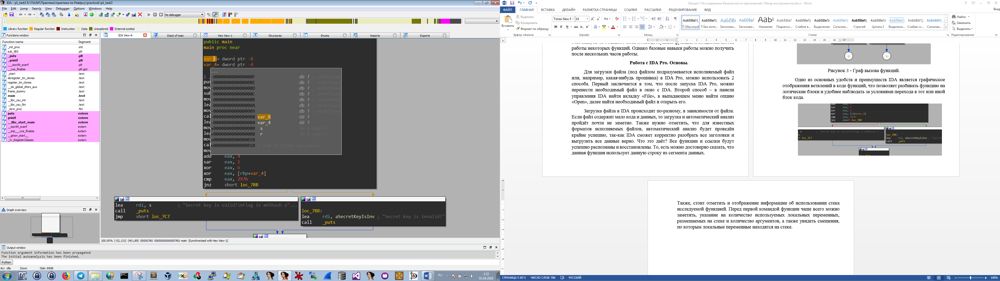 IDA - p1_task3 E:\ПАЗИ\Практики\практики по Реверсу\practice1\p1_task3
File Edit Jump Search View Debugger Options Windows Help
No debugger
Library function Regular function Instruction Data Unexplored External symbol
Functions window
Function name Segment
_init_proc .init
sub_5E0 .plt
_puts .plt
_printf .plt
___isoc99_scanf .plt
__cxa_finalize .plt.got
_start .text
deregister_tm_clones .text
register_tm_clones .text
__do_global_dtors_aux .text
frame_dummy .text
main .text
__libc_csu_init .text
__libc_csu_fini .text
_term_proc .fini
puts extern
printf extern
__libc_start_main extern
__isoc99_scanf extern
__imp___cxa_finalize extern
__gmon_start__ extern
_Jv_RegisterClasses extern
Graph overview
IDA View-A Stack of main Hex View-1 Structures Enums Imports Exports
public main
main proc near
var_8= dword ptr -8
var_4= dword ptr -4
...
-000000000000000F db ? ; undefined
-000000000000000E db ? ; undefined
-000000000000000D db ? ; undefined
-000000000000000C db ? ; undefined
-000000000000000B db ? ; undefined
-000000000000000A db ? ; undefined
-0000000000000009 db ? ; undefined
-0000000000000008 var_8 dd ?
-0000000000000004 var_4 dd ?
+0000000000000000 s db 8 dup(?)
+0000000000000008 r db 8 dup(?)
+0000000000000010
+0000000000000010 ; end of stack variables
add eax, 4
sar eax, 1
xor eax, 6
xor eax, [rbp+var_4]
cmp eax, 297h
jnz short loc_7BB
lea rdi, s ; "Secret key is valid!\nFlag is md5hash o"...
call _puts
jmp short loc_7C7
loc_7BB:
lea rdi, aSecretKeyIsInv ; "Secret key is invalid!"
call _puts
100.00% (-52,131) (401,89) 00000760 0000000000000760: main (Synchronized with Hex View-1)
Output window
Function argument information has been propagated
The initial autoanalysis has been finished.
Python
AU: idle Down Disk: 69GB
RU
2:32
01.04.2018
Лекция 7 Исследование безопасности приложений. Обзор инструментов.docx - Word
ФАЙЛ ГЛАВНАЯ ВСТАВКА ДИЗАЙН РАЗМЕТКА СТРАНИЦЫ ССЫЛКИ РАССЫЛКИ РЕЦЕНЗИРОВАНИЕ ВИД
Вход
Вставить
Вырезать
Копировать
Формат по образцу
Буфер обмена
Times New F 14
Шрифт
Абзац
¶ Обычный ¶ Без инте... Заголово... Заголово... Название Подзагол... Слабое в... Выделение Сильное... Строгий Цитата 2 Выделенн... Слабая сс... Сильная...
Стили
Найти
Заменить
Выделить
Редактирование
работы некоторых функций. Однако базовые навыки работы можно получить
после нескольких часов работы.
Работа с IDA Pro. Основы.
Для загрузки файла (под файлом подразумевается исполняемый файл
или, например, какая-нибудь прошивка) в IDA Pro, можно использовать 2
способа. Первый заключается в том, что после запуска IDA Pro, можно
перенести необходимый файл в окно с IDA. Второй способ – в панели
управления IDA найти вкладку «File», в выпадающем меню найти опцию
«Open», далее найти необходимый файл и открыть его.
Загрузка файла в IDA происходит по-разному, в зависимости от файла.
Если файл содержит мало кода и данных, то загрузка и автоматический анализ
пройдёт почти не заметно. Также нужно отметить, что для известных
форматов исполняемых файлов, автоматический анализ будет проведён
крайне успешно, так-как IDA сможет корректно разобрать все заголовки и
выгрузить все данные верно. Что это даёт? Все функции и ссылки будут
успешно распознаны и восстановлены. То, есть можно достоверно сказать, что
данная функция использует данную строку из сегмента данных.
Рисунок 3 - Граф вызова функций.
Одно из основных удобств и преимуществ IDA является графическое
отображения ветвлений в коде функций, что позволяет разбивать функцию на
логические блоки и удобнее наблюдать за условиями перехода в тот или иной
блок кода.
add eax, 4
sar eax, 1
xor eax, 6
xor eax, [rbp+var_4]
cmp eax, 297h
jnz short loc_7BB
, s ; "Secret key is valid!\nFlag is md5hash o"...
rt loc_7C7
loc_7BB:
lea rdi, aSecretKeyIsInv ; "Secre
call _puts
Также, стоит отметить и отображение информации об использовании стека
исследуемой функцией. Перед первой командой функции чаще всего можно
заметить, указание на количество используемых локальных переменных,
размещаемых на стеке и количество аргументов, а также увидеть смещения,
по которым локальные переменные находятся на стеке.
СТРАНИЦА 5 ИЗ 5 ЧИСЛО СЛОВ: 786 РУССКИЙ
100%